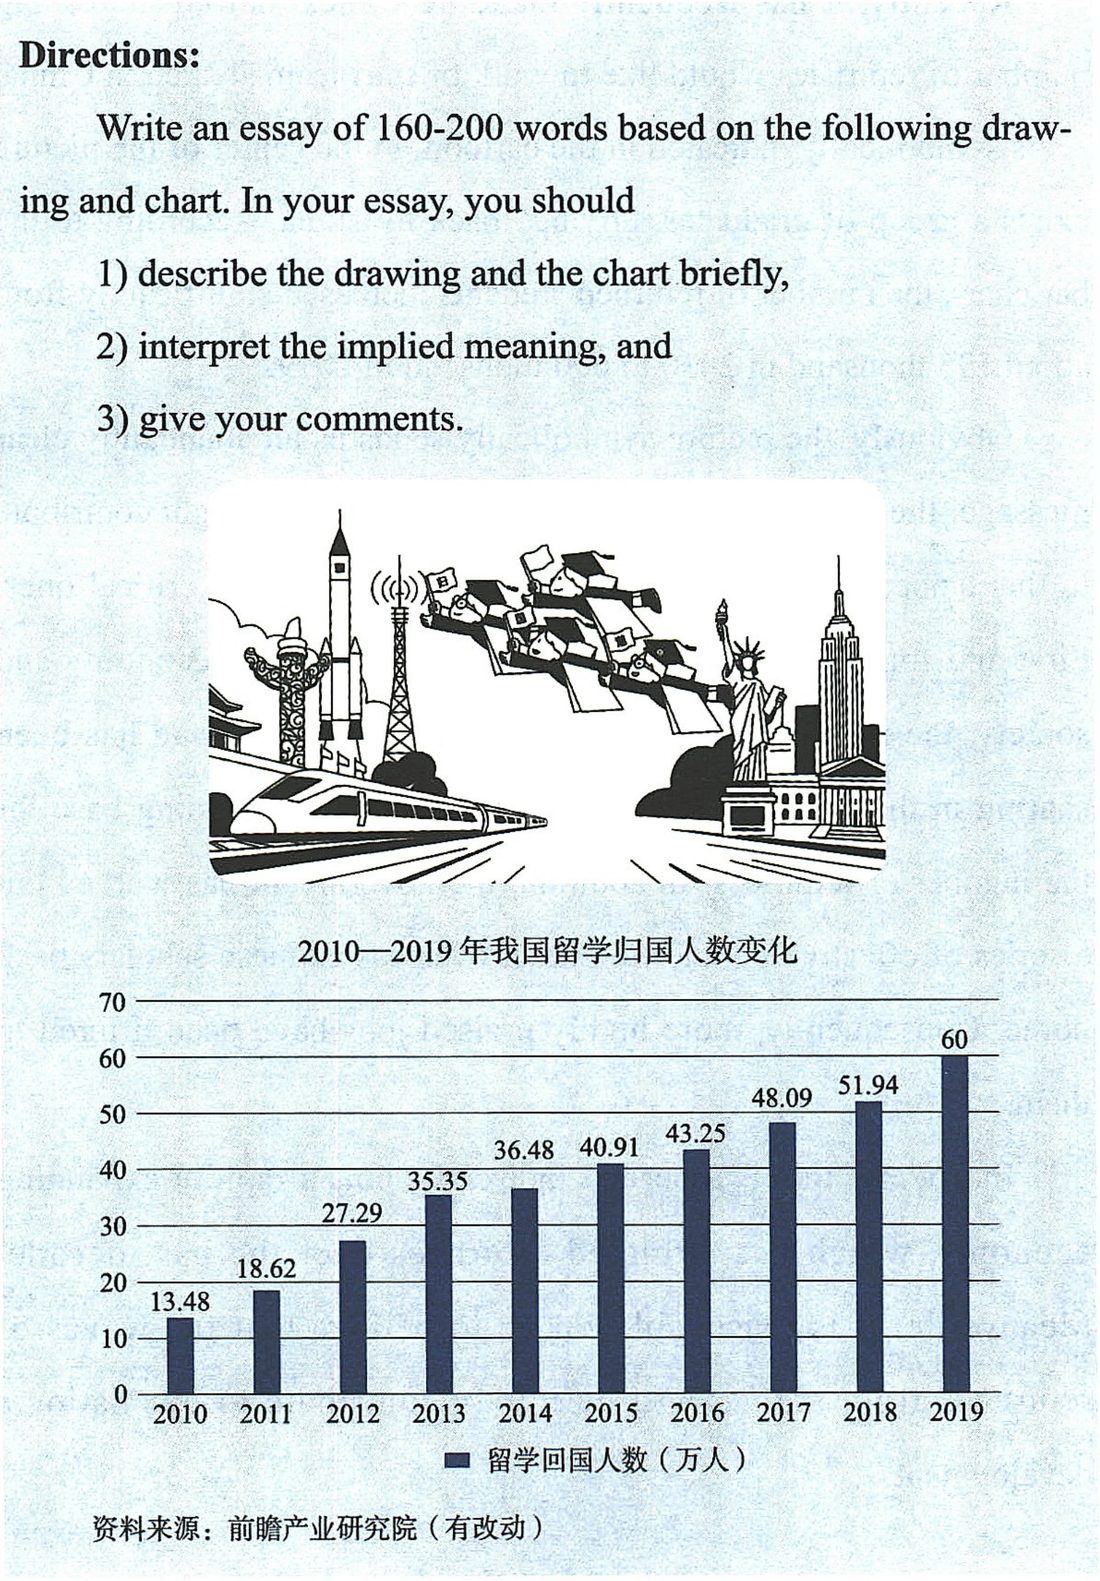 Directions:
Write an essay of 160-200 words based on the following draw-
ing and chart. In your essay, you should
1) describe the drawing and the chart briefly,
2) interpret the implied meaning, and
3) give your comments.
2010—2019年我国留学归国人数变化
70
60
50
40
30
20
10
0
13.48
18.62
27.29
35.35
36.48
40.91
43.25
48.09
51.94
60
2010 2011 2012 2013 2014 2015 2016 2017 2018 2019
留学回国人数（万人）
资料来源：前瞻产业研究院（有改动）